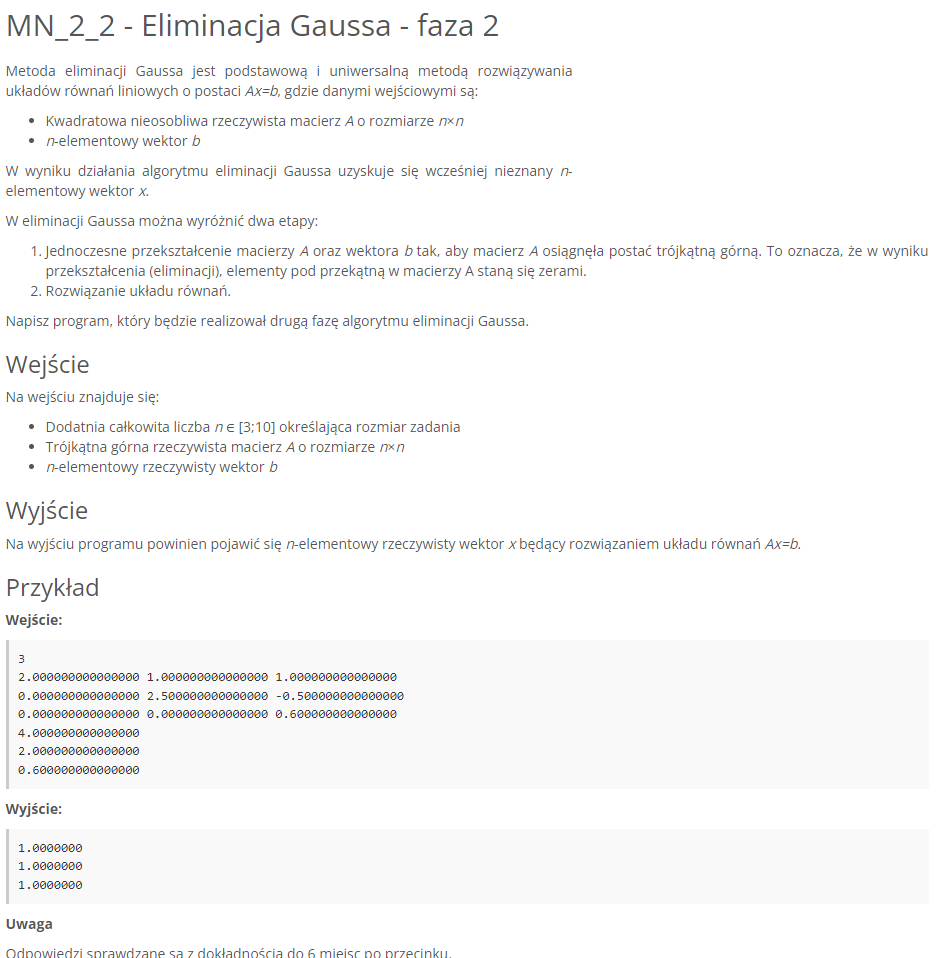 MN_2_2 - Eliminacja Gaussa - faza 2
Metoda eliminacji Gaussa jest podstawową i uniwersalną metodą rozwiązywania
układów równań liniowych o postaci Ax=b, gdzie danymi wejściowymi są:
• Kwadratowa nieosobliwa rzeczywista macierz A o rozmiarze n×n
• n-elementowy wektor b
W wyniku działania algorytmu eliminacji Gaussa uzyskuje się wcześniej nieznany n-
elementowy wektor x.
W eliminacji Gaussa można wyróżnić dwa etapy:
1. Jednoczesne przekształcenie macierzy A oraz wektora b tak, aby macierz A osiągnęła postać trójkątną górną. To oznacza, że w wyniku
przekształcenia (eliminacji), elementy pod przekątną w macierzy A staną się zerami.
2. Rozwiązanie układu równań.
Napisz program, który będzie realizował drugą fazę algorytmu eliminacji Gaussa.
Wejście
Na wejściu znajduje się:
• Dodatnia całkowita liczba n ∈ [3;10] określająca rozmiar zadania
• Trójkątna górna rzeczywista macierz A o rozmiarze n×n
• n-elementowy rzeczywisty wektor b
Wyjście
Na wyjściu programu powinien pojawić się n-elementowy rzeczywisty wektor x będący rozwiązaniem układu równań Ax=b.
Przykład
Wejście:
3
2.000000000000000 1.000000000000000 1.000000000000000
0.000000000000000 2.500000000000000 -0.500000000000000
0.000000000000000 0.000000000000000 0.600000000000000
4.000000000000000
2.000000000000000
0.600000000000000
Wyjście:
1.0000000
1.0000000
1.0000000
Uwaga
Odpowiedzi sprawdzane są z dokładnością do 6 miejsc po przecinku.